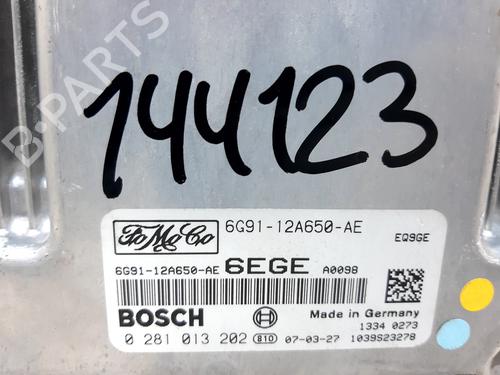 144123
B-PARTS
FoMoCo
6G91-12A650-AE
EQ9GE
6G91-12A650-AE 6EGE A0098
BOSCH
Made in Germany
1334 0273
0 281 013 202 810 07-03-27 1039S23278